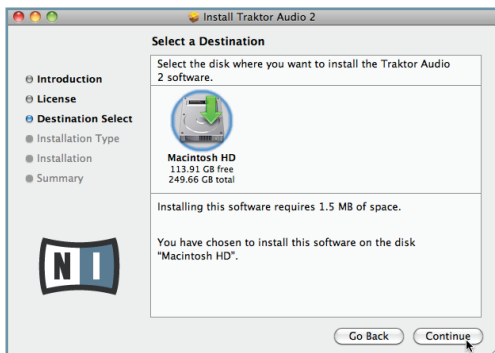 Install Traktor Audio 2
Select a Destination
Introduction
License
Destination Select
Installation Type
Installation
Summary
Select the disk where you want to install the Traktor Audio
2 software.
Macintosh HD
113.91 GB free
249.66 GB total
Installing this software requires 1.5 MB of space.
You have chosen to install this software on the disk
"Macintosh HD".
NI
Go Back
Continue